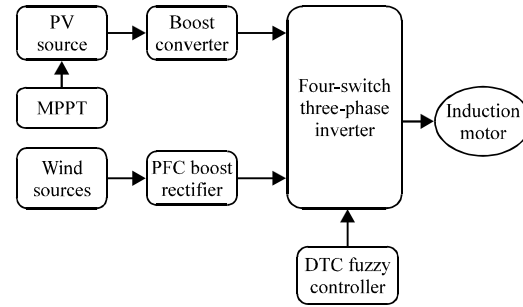 PV
source
Boost
converter
MPPT
Four-switch
three-phase
inverter
Induction
motor
Wind
sources
PFC boost
rectifier
DTC fuzzy
controller